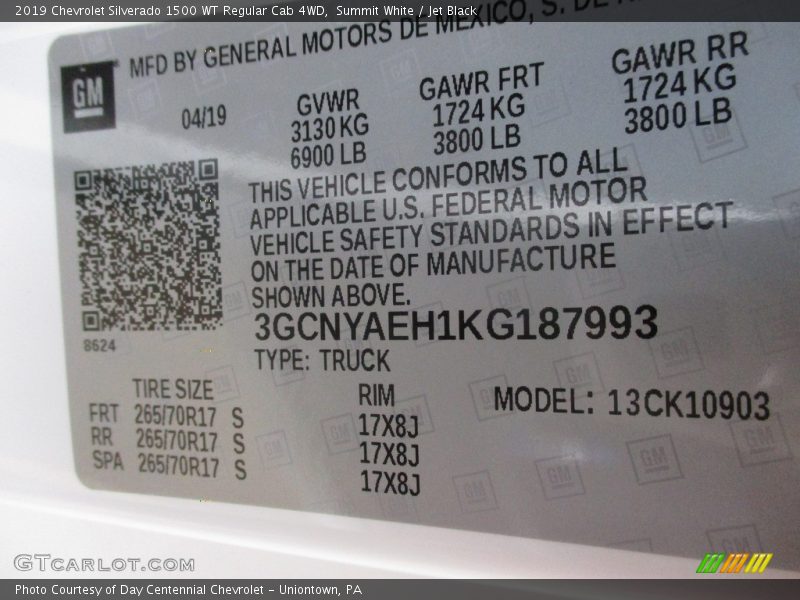 2019 Chevrolet Silverado 1500 WT Regular Cab 4WD, Summit White / Jet Black
MFD BY GENERAL MOTORS DE MEXICO, S. DE
GM
04/19
GVWR
3130 KG
6900 LB
GAWR FRT
1724 KG
3800 LB
GAWR RR
1724 KG
3800 LB
THIS VEHICLE CONFORMS TO ALL
APPLICABLE U.S. FEDERAL MOTOR
VEHICLE SAFETY STANDARDS IN EFFECT
ON THE DATE OF MANUFACTURE
SHOWN ABOVE.
8624
3GCNYAEH1KG187993
TYPE: TRUCK
TIRE SIZE
RIM
MODEL: 13CK10903
FRT 265/70R17 S 17X8J
RR 265/70R17 S 17X8J
SPA 265/70R17 S 17X8J
GTCARLOT.COM
Photo Courtesy of Day Centennial Chevrolet - Uniontown, PA